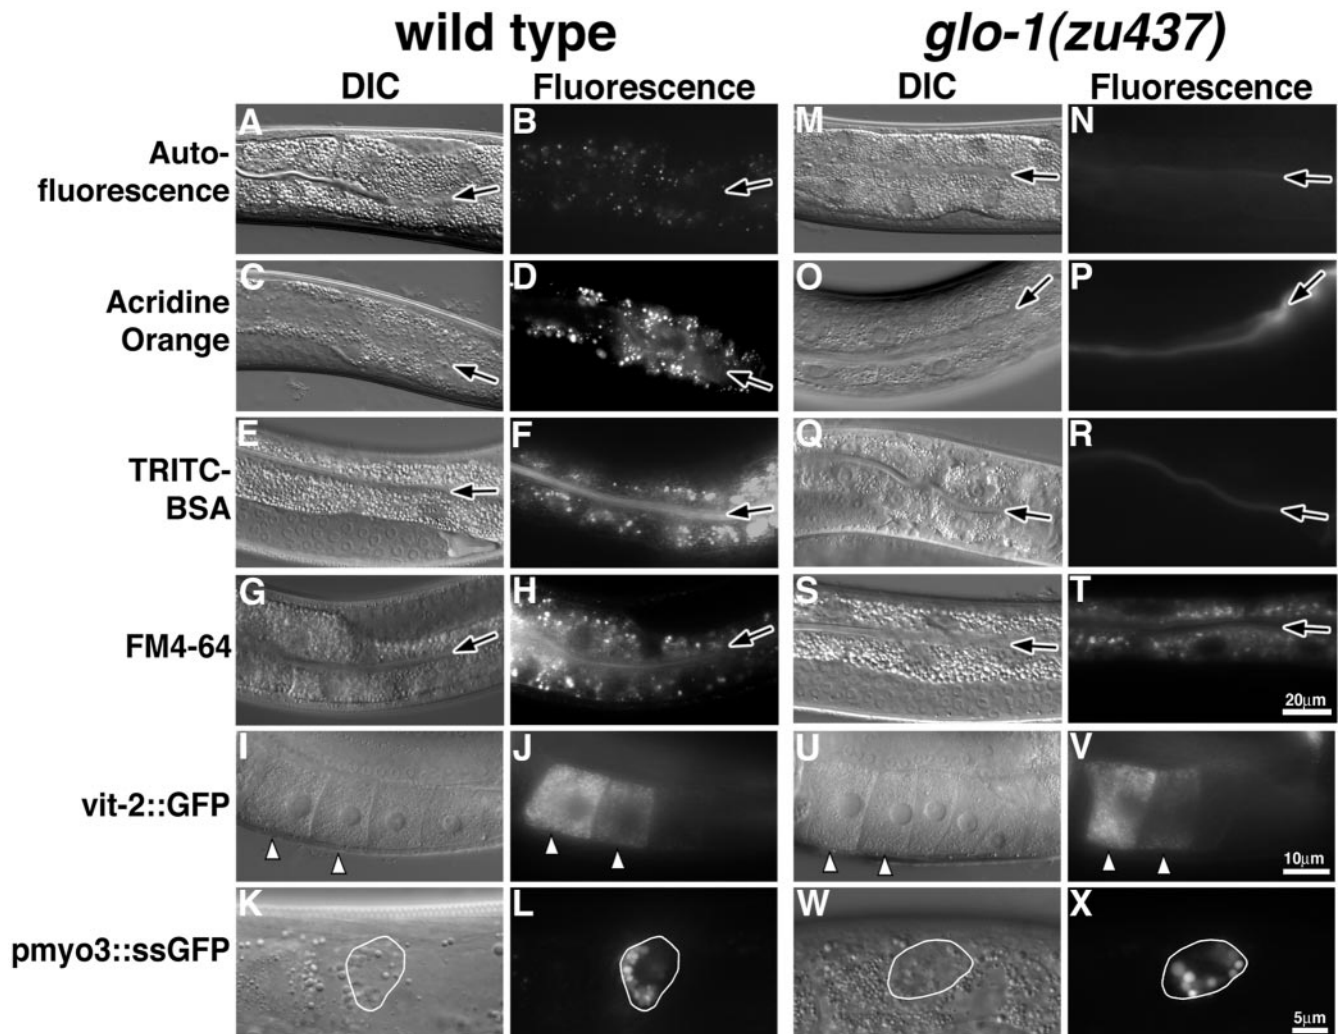 wild type glo-1(zu437)
DIC Fluorescence DIC Fluorescence
Auto-
fluorescence
A B M N
Acridine
Orange
C D O P
TRITC-
BSA
E F Q R
FM4-64
G H S T
20μm
vit-2::GFP
I J U V
10μm
pmyo3::ssGFP
K L W X
5μm